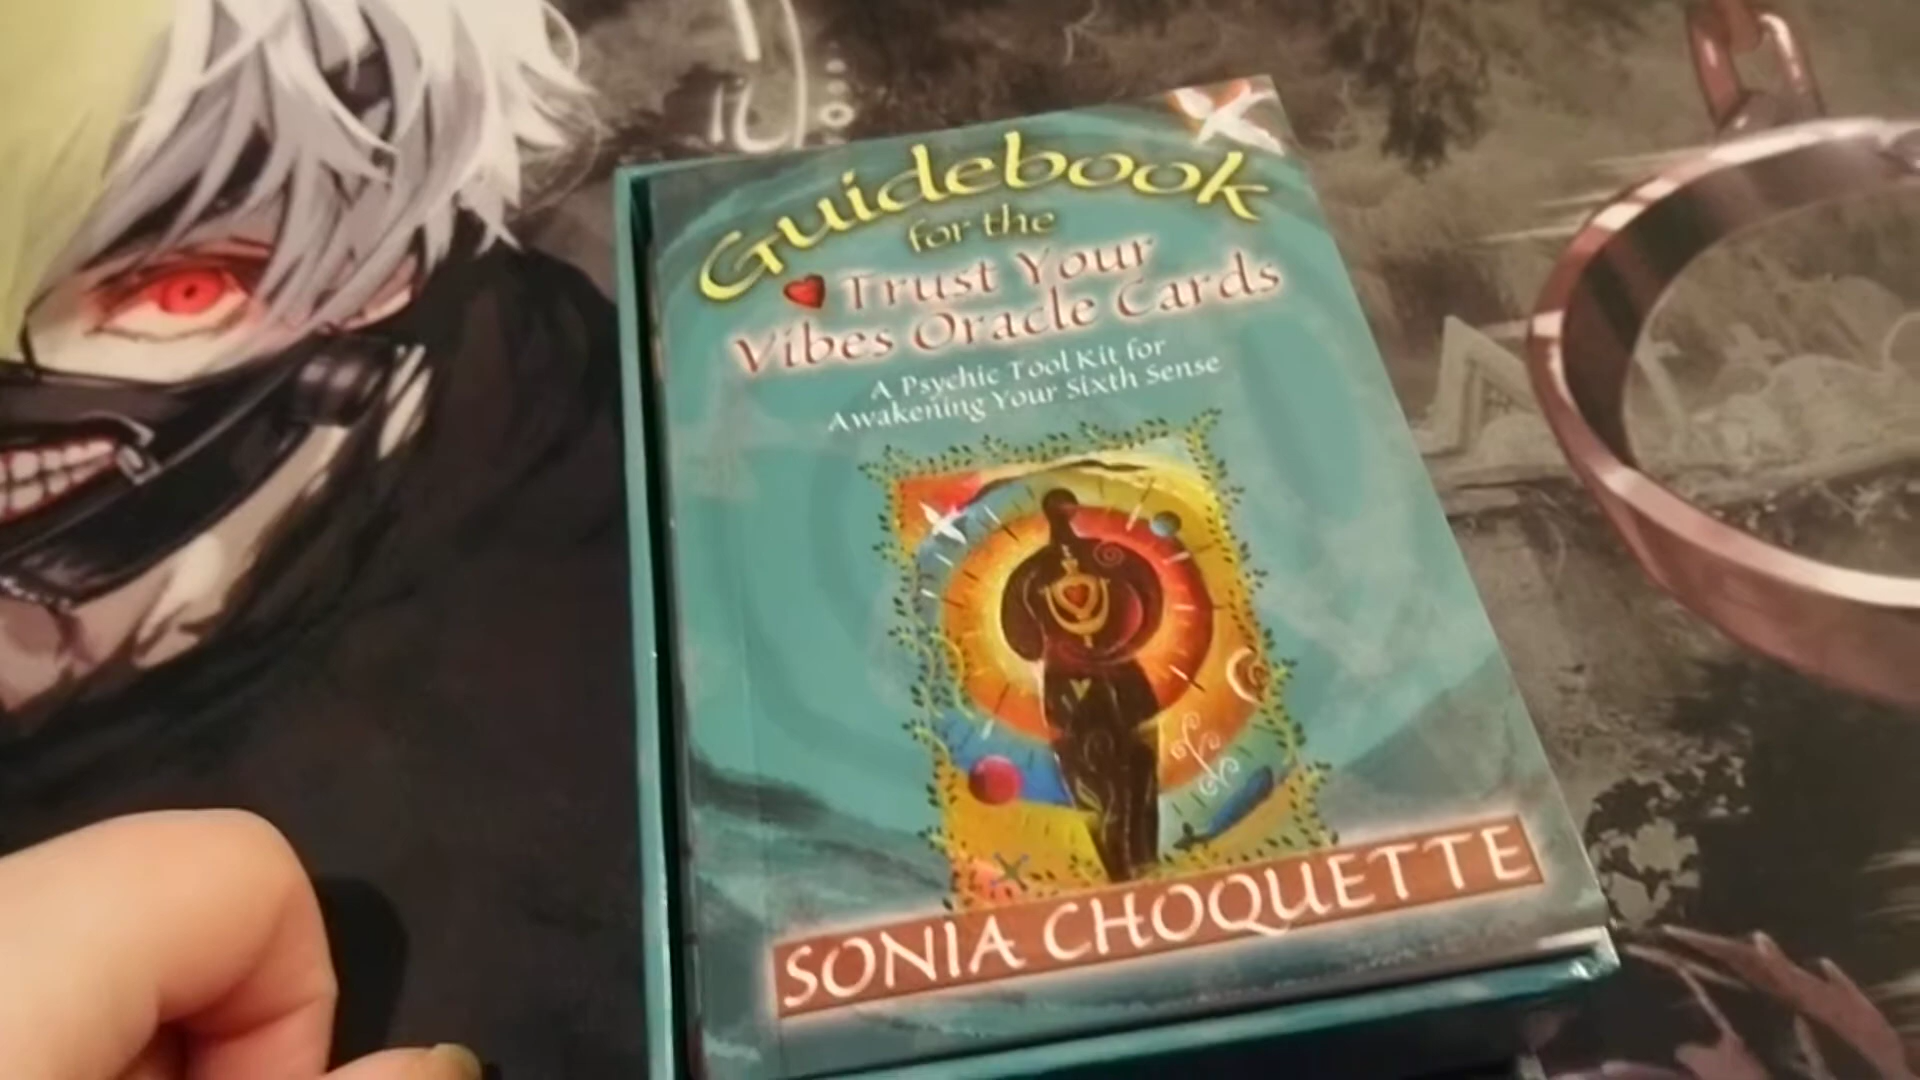 Guidebook
for the
Trust Your
Vibes Oracle Cards
A Psychic Tool Kit for
Awakening Your Sixth Sense
SONIA CHOQUETTE